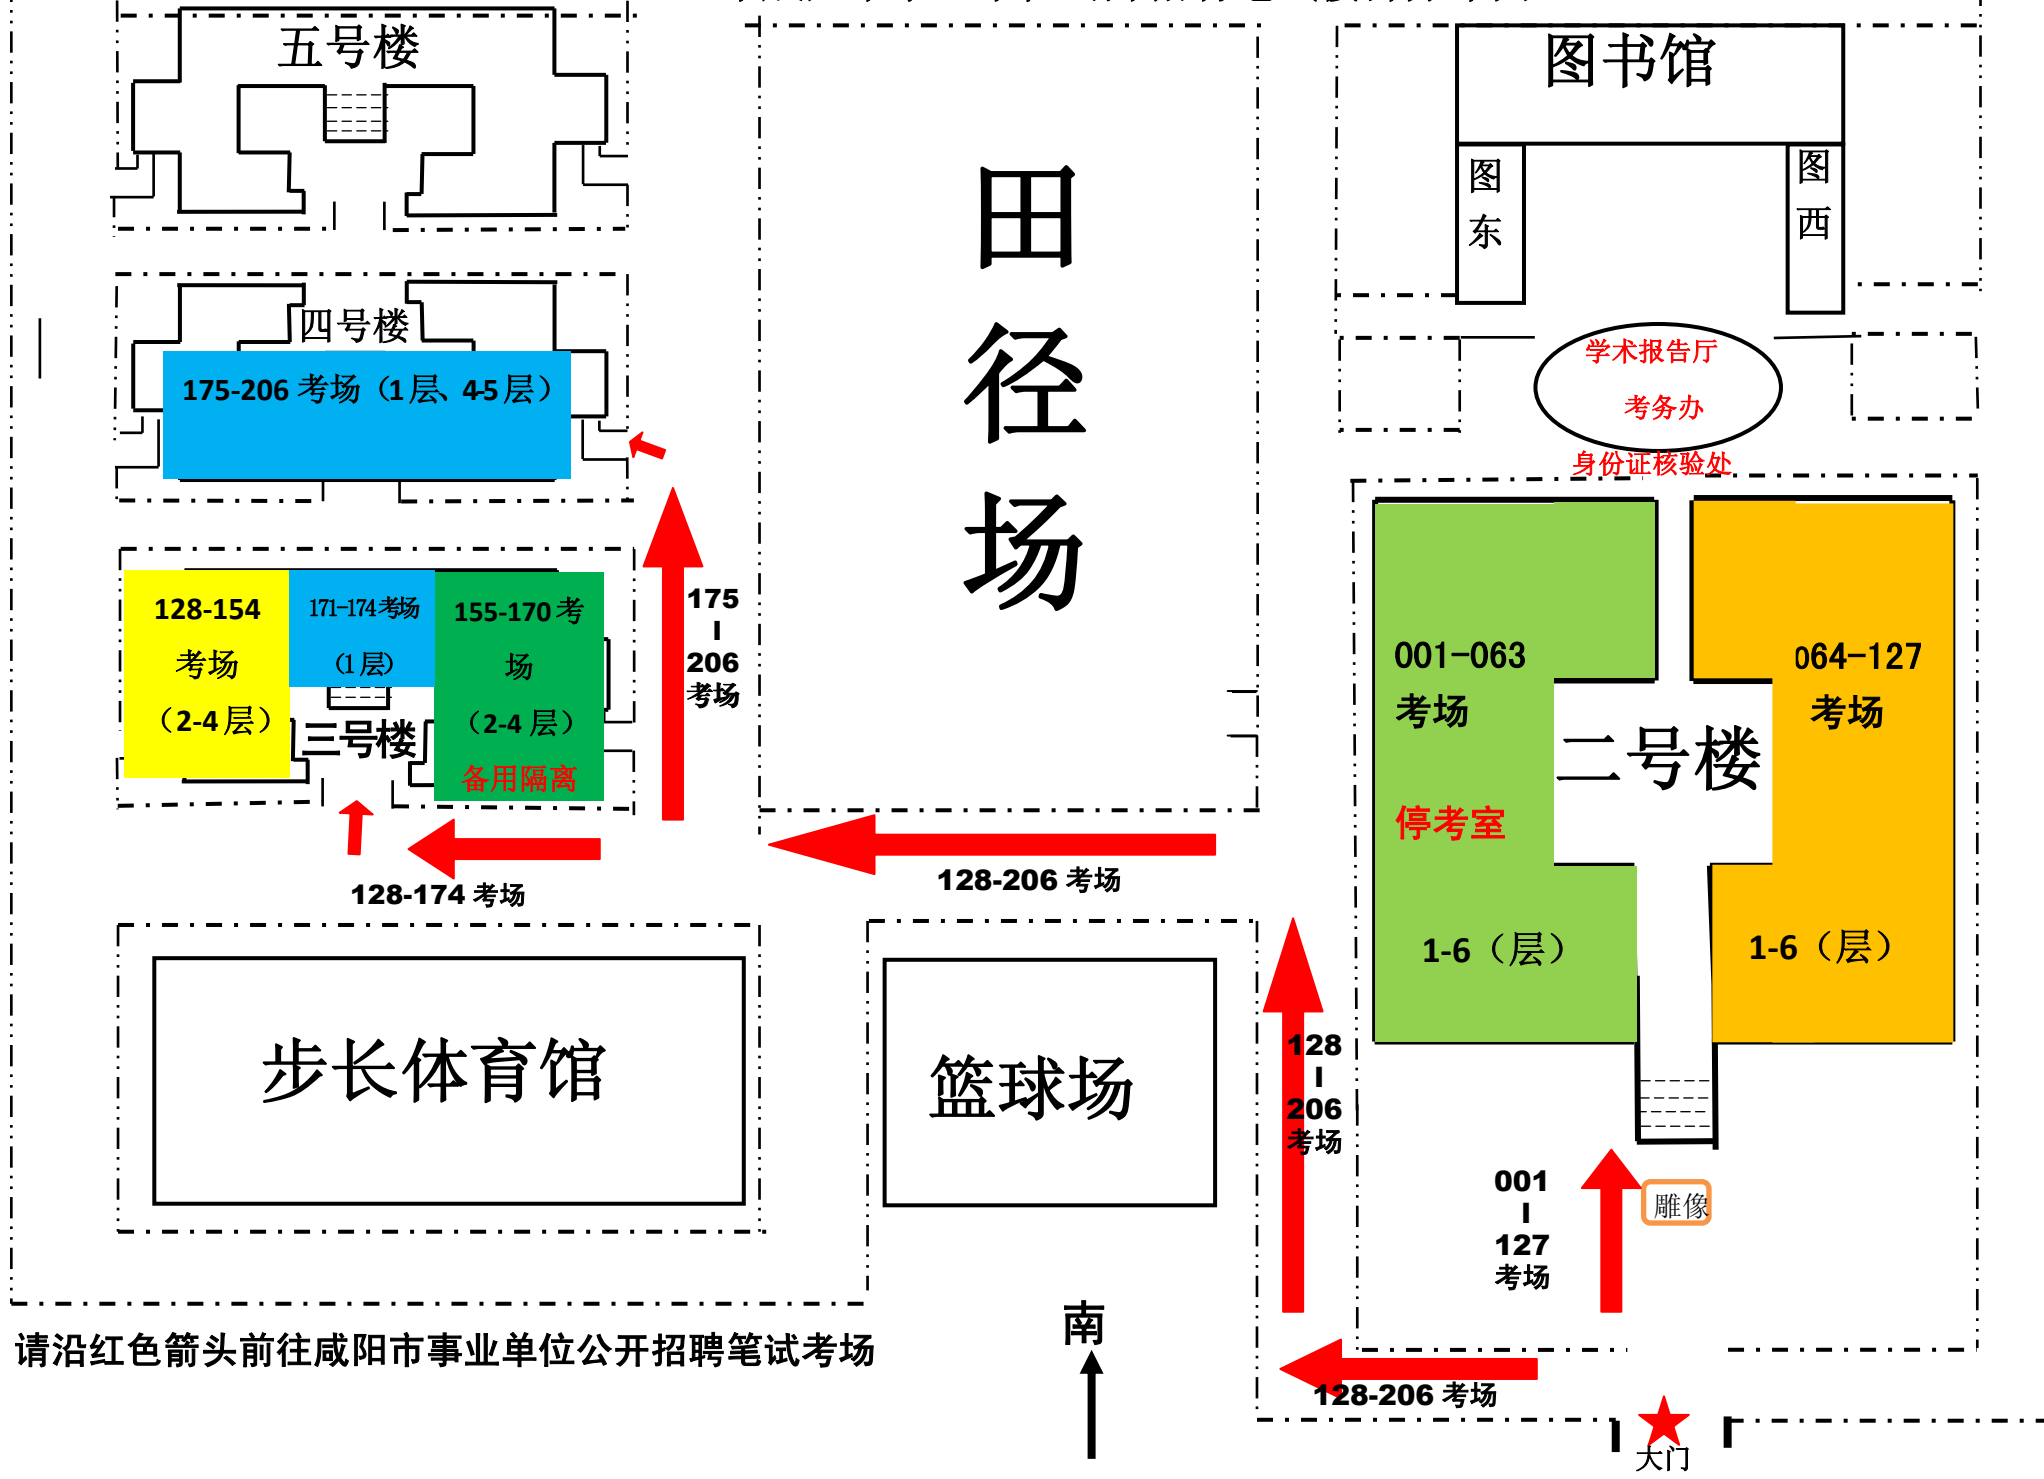 五号楼
图书馆
图东
图西
田径场
四号楼
175-206 考场（1层、4-5层）
学术报告厅
考务办
身份证核验处
128-154
考场
（2-4 层）
171-174考场
（1层）
155-170 考
场
（2-4 层）
备用隔离
三号楼
175
I
206
考场
001-063
考场
停考室
1-6（层）
二号楼
064-127
考场
1-6（层）
128-174 考场
128-206 考场
步长体育馆
篮球场
128
I
206
考场
001
I
127
考场
雕像
南
请沿红色箭头前往咸阳市事业单位公开招聘笔试考场
128-206 考场
大门